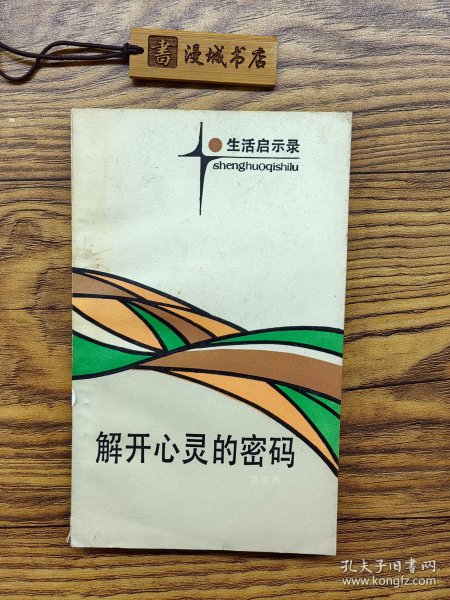 書 漫城书店
生活启示录
shenghuoqishilu
解开心灵的密码
孔夫子旧书网
www.kongfz.com